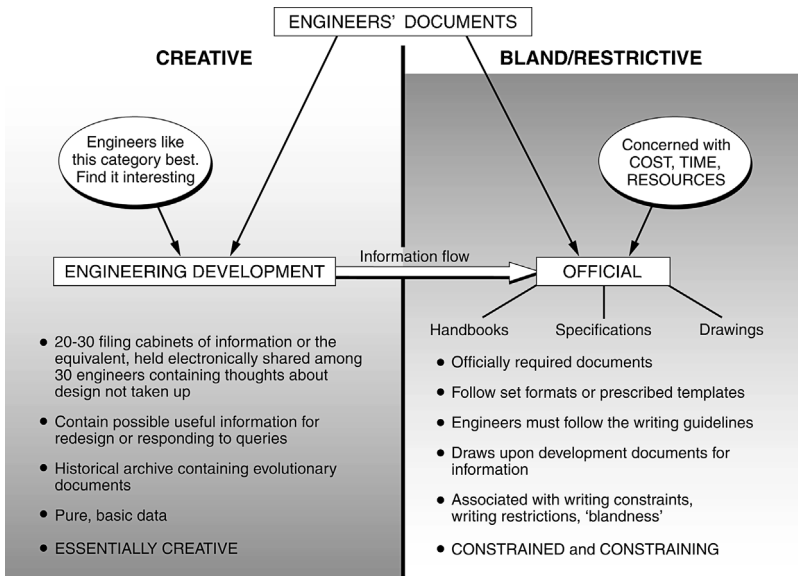 ENGINEERS' DOCUMENTS
CREATIVE
BLAND/RESTRICTIVE
Engineers like
this category best.
Find it interesting
Concerned with
COST, TIME,
RESOURCES
ENGINEERING DEVELOPMENT
Information flow
OFFICIAL
Handbooks
Specifications
Drawings
• 20-30 filing cabinets of information or the
equivalent, held electronically shared among
30 engineers containing thoughts about
design not taken up
• Contain possible useful information for
redesign or responding to queries
• Historical archive containing evolutionary
documents
• Pure, basic data
• ESSENTIALLY CREATIVE
• Officially required documents
• Follow set formats or prescribed templates
• Engineers must follow the writing guidelines
• Draws upon development documents for
information
• Associated with writing constraints,
writing restrictions, 'blandness'
• CONSTRAINED and CONSTRAINING